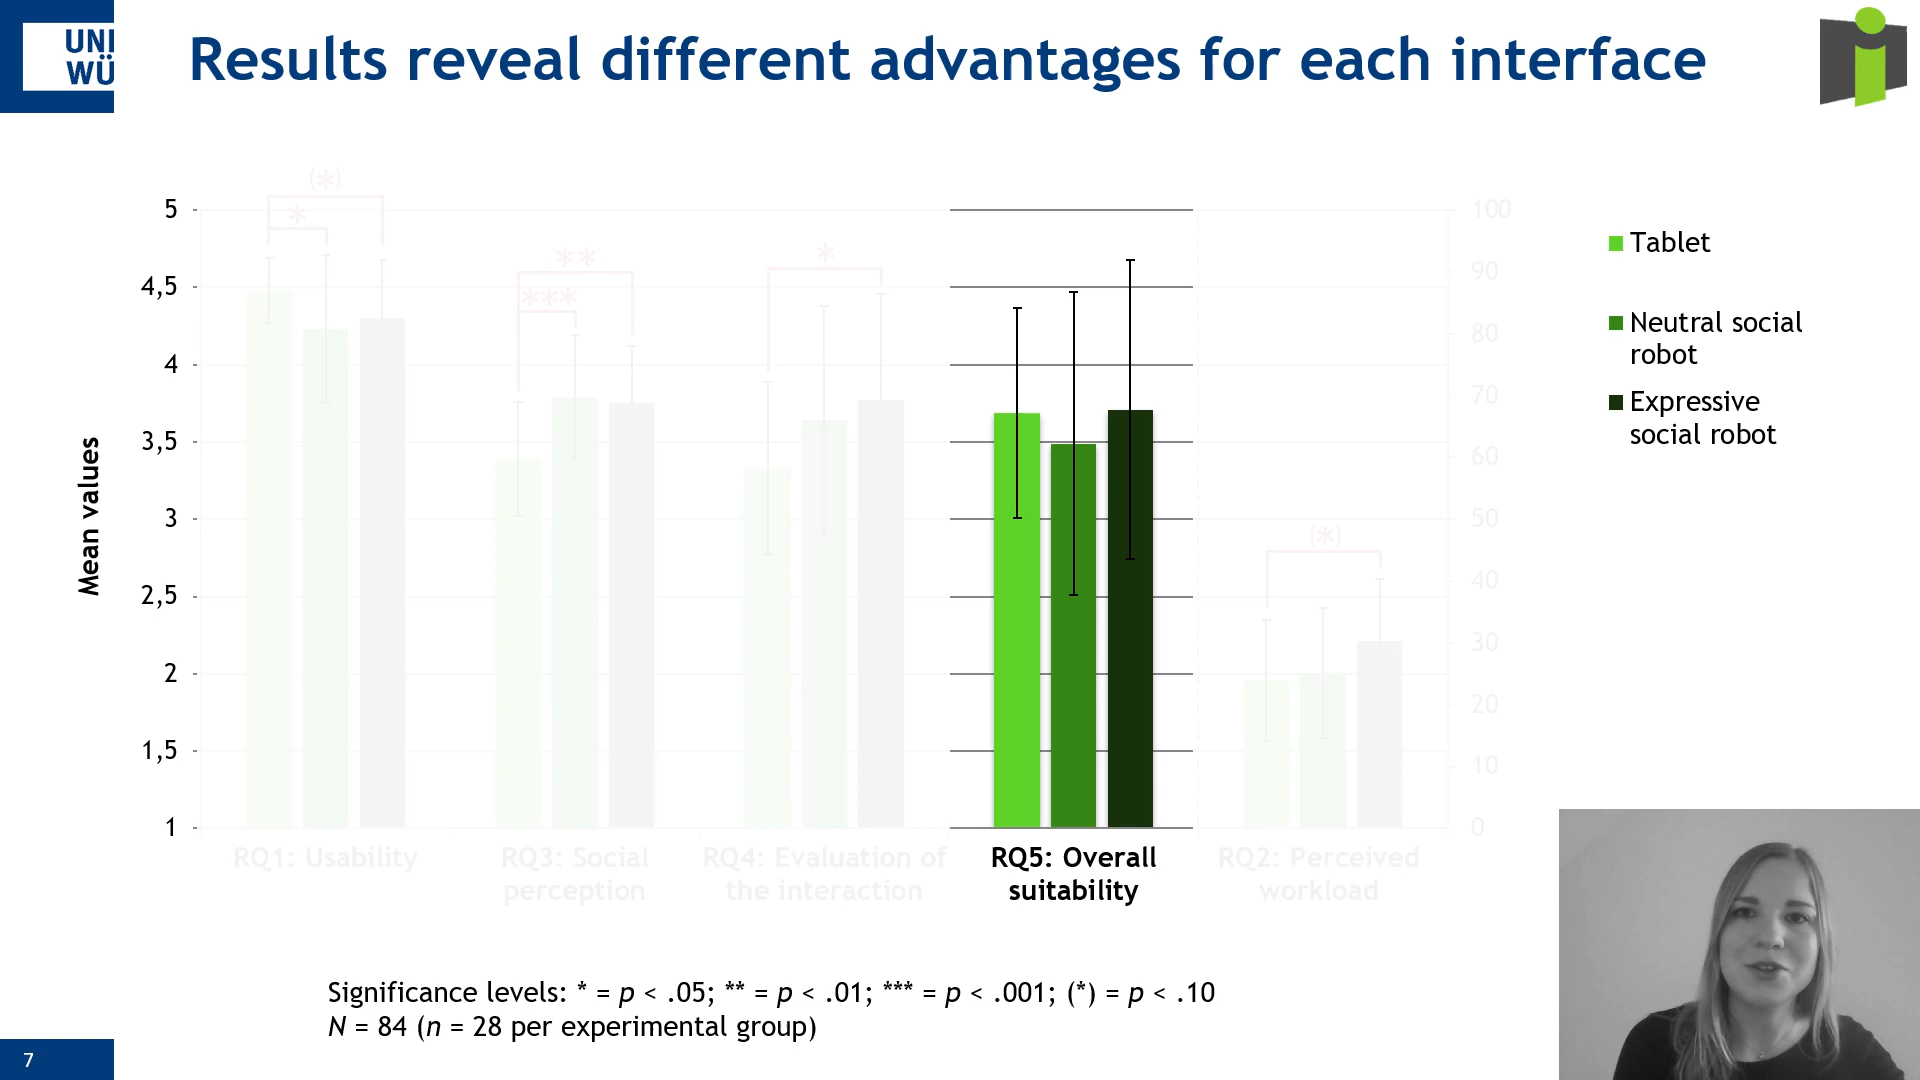 UNI
WÜ
Results reveal different advantages for each interface
(*)
*
**
***
*
(*)
5
4,5
4
3,5
3
2,5
2
1,5
1
Mean values
100
90
80
70
60
50
40
30
20
10
0
Tablet
Neutral social
robot
Expressive
social robot
RQ1: Usability
RQ3: Social
perception
RQ4: Evaluation of
the interaction
RQ5: Overall
suitability
RQ2: Perceived
workload
Significance levels: * = p < .05; ** = p < .01; *** = p < .001; (*) = p < .10
N = 84 (n = 28 per experimental group)
7